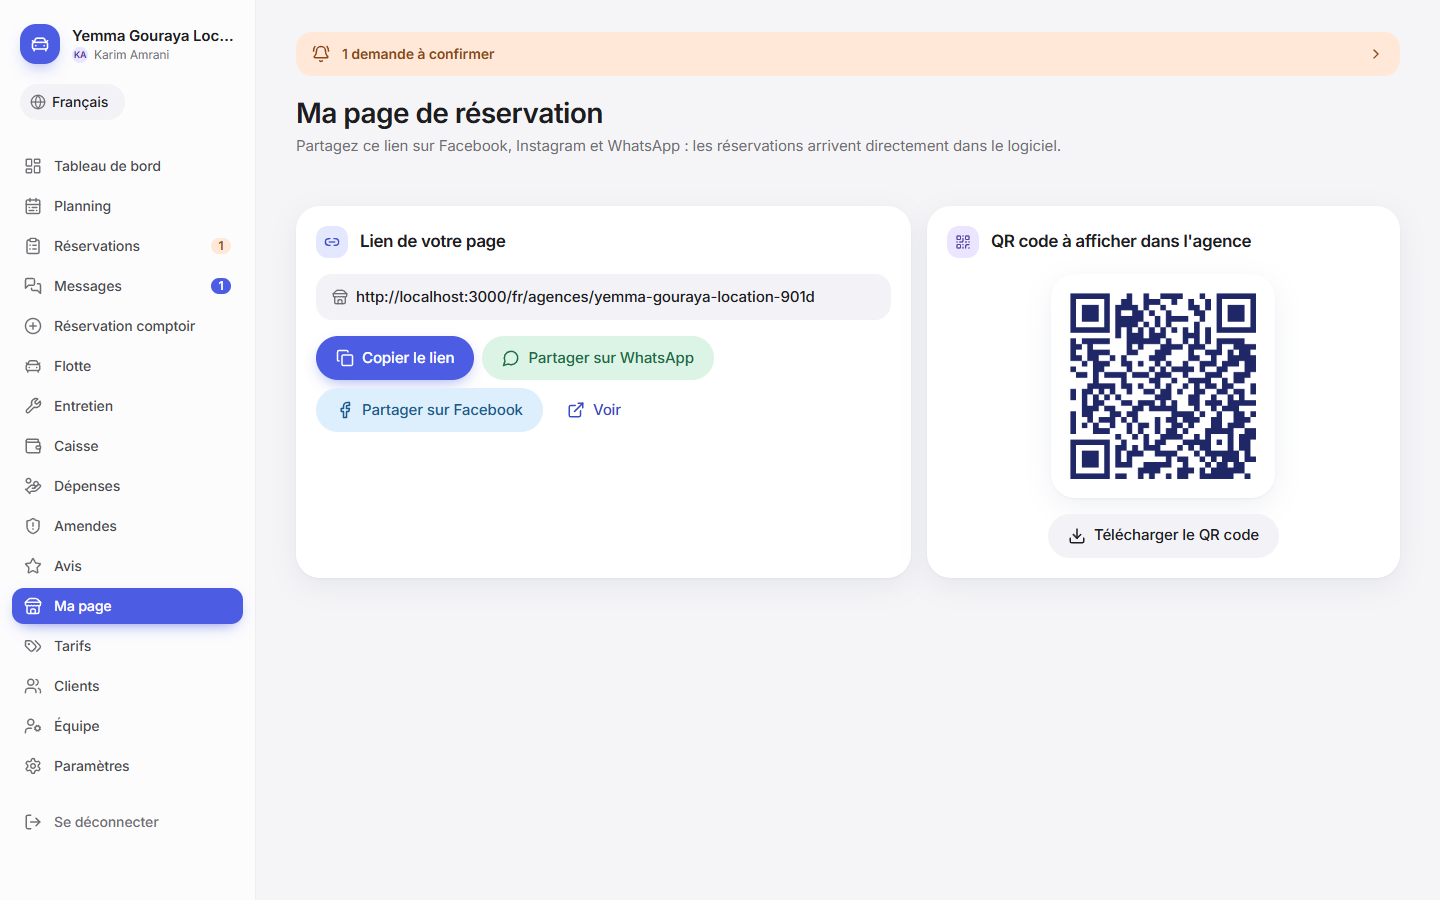 Yemma Gouraya Loc...
KA Karim Amrani
Français
Tableau de bord
Planning
Réservations 1
Messages 1
Réservation comptoir
Flotte
Entretien
Caisse
Dépenses
Amendes
Avis
Ma page
Tarifs
Clients
Équipe
Paramètres
Se déconnecter
1 demande à confirmer
Ma page de réservation
Partagez ce lien sur Facebook, Instagram et WhatsApp : les réservations arrivent directement dans le logiciel.
Lien de votre page
http://localhost:3000/fr/agences/yemma-gouraya-location-901d
Copier le lien
Partager sur WhatsApp
Partager sur Facebook
Voir
QR code à afficher dans l'agence
Télécharger le QR code